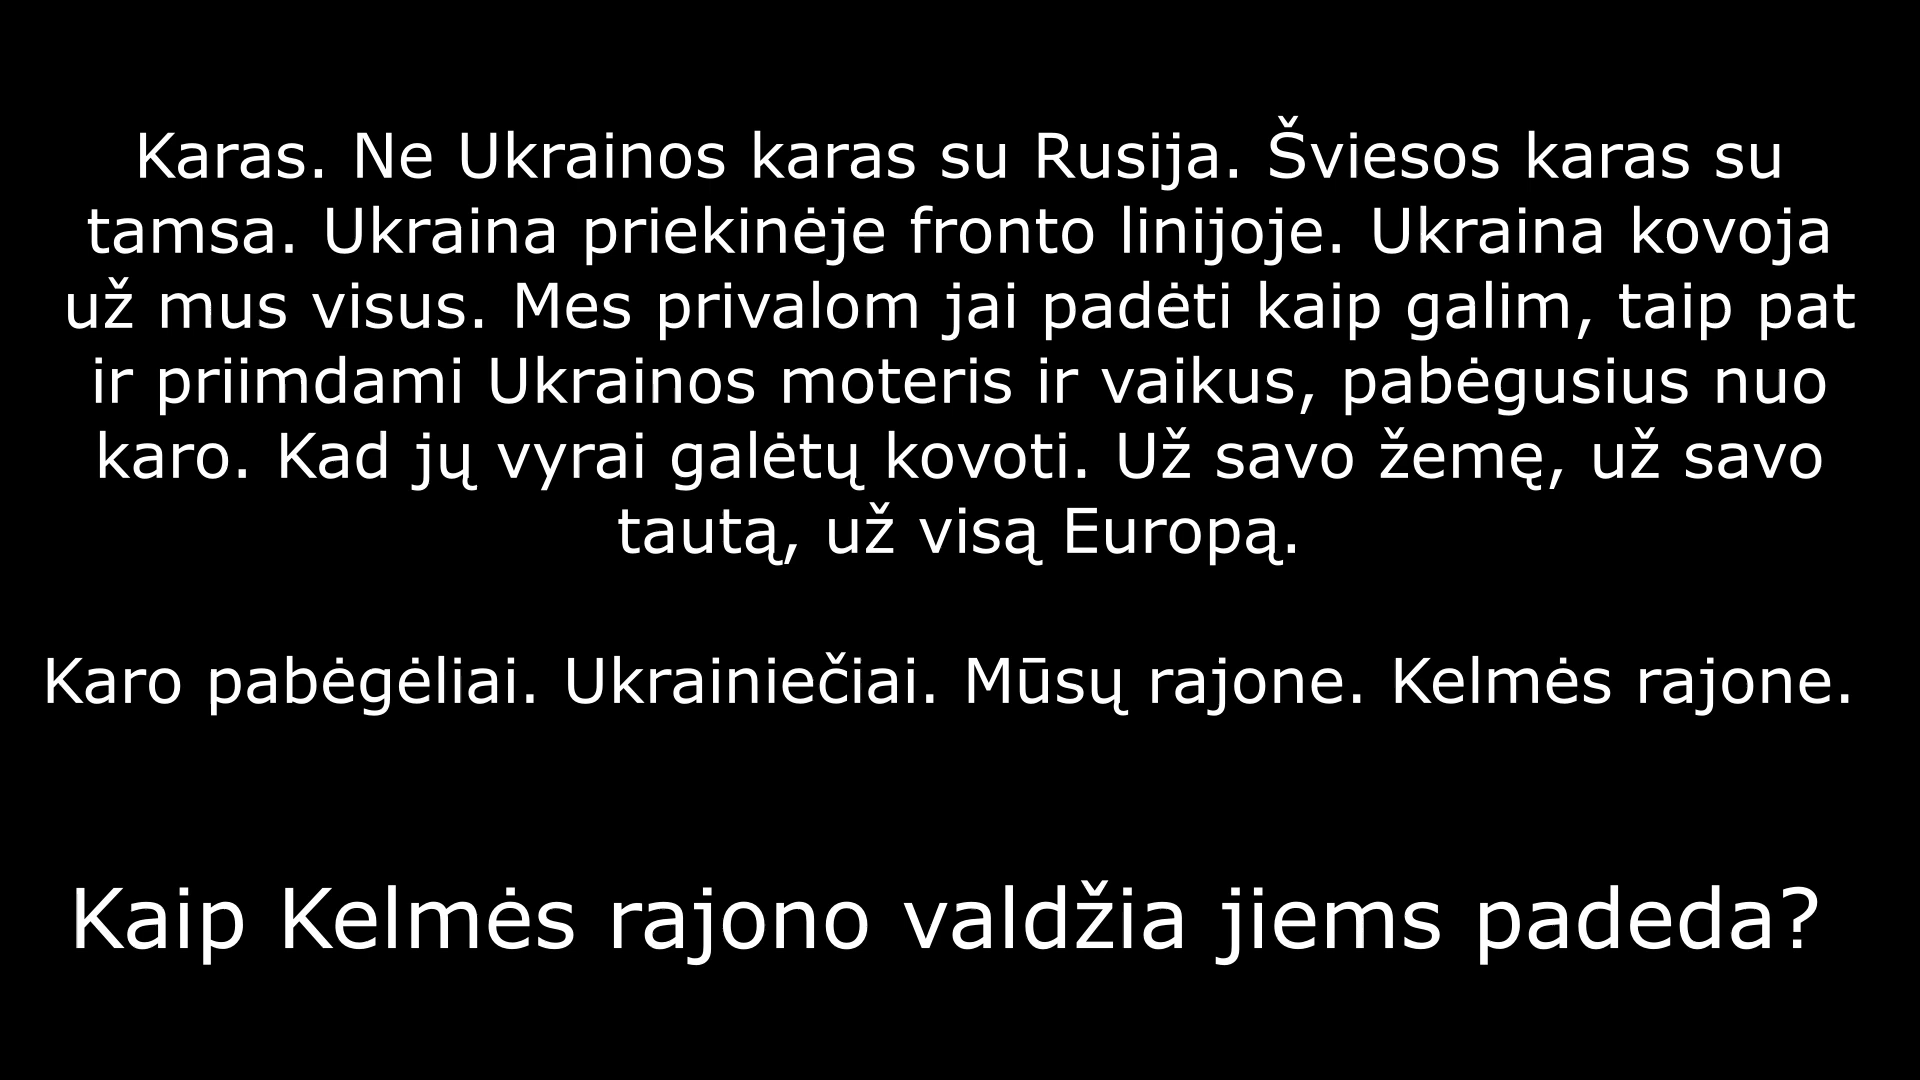 Karas. Ne Ukrainos karas su Rusija. Šviesos karas su
tamsa. Ukraina priekinėje fronto linijoje. Ukraina kovoja
už mus visus. Mes privalom jai padėti kaip galim, taip pat
ir priimdami Ukrainos moteris ir vaikus, pabėgusius nuo
karo. Kad jų vyrai galėtų kovoti. Už savo žemę, už savo
tautą, už visą Europą.
Karo pabėgėliai. Ukrainiečiai. Mūsų rajone. Kelmės rajone.
Kaip Kelmės rajono valdžia jiems padeda?